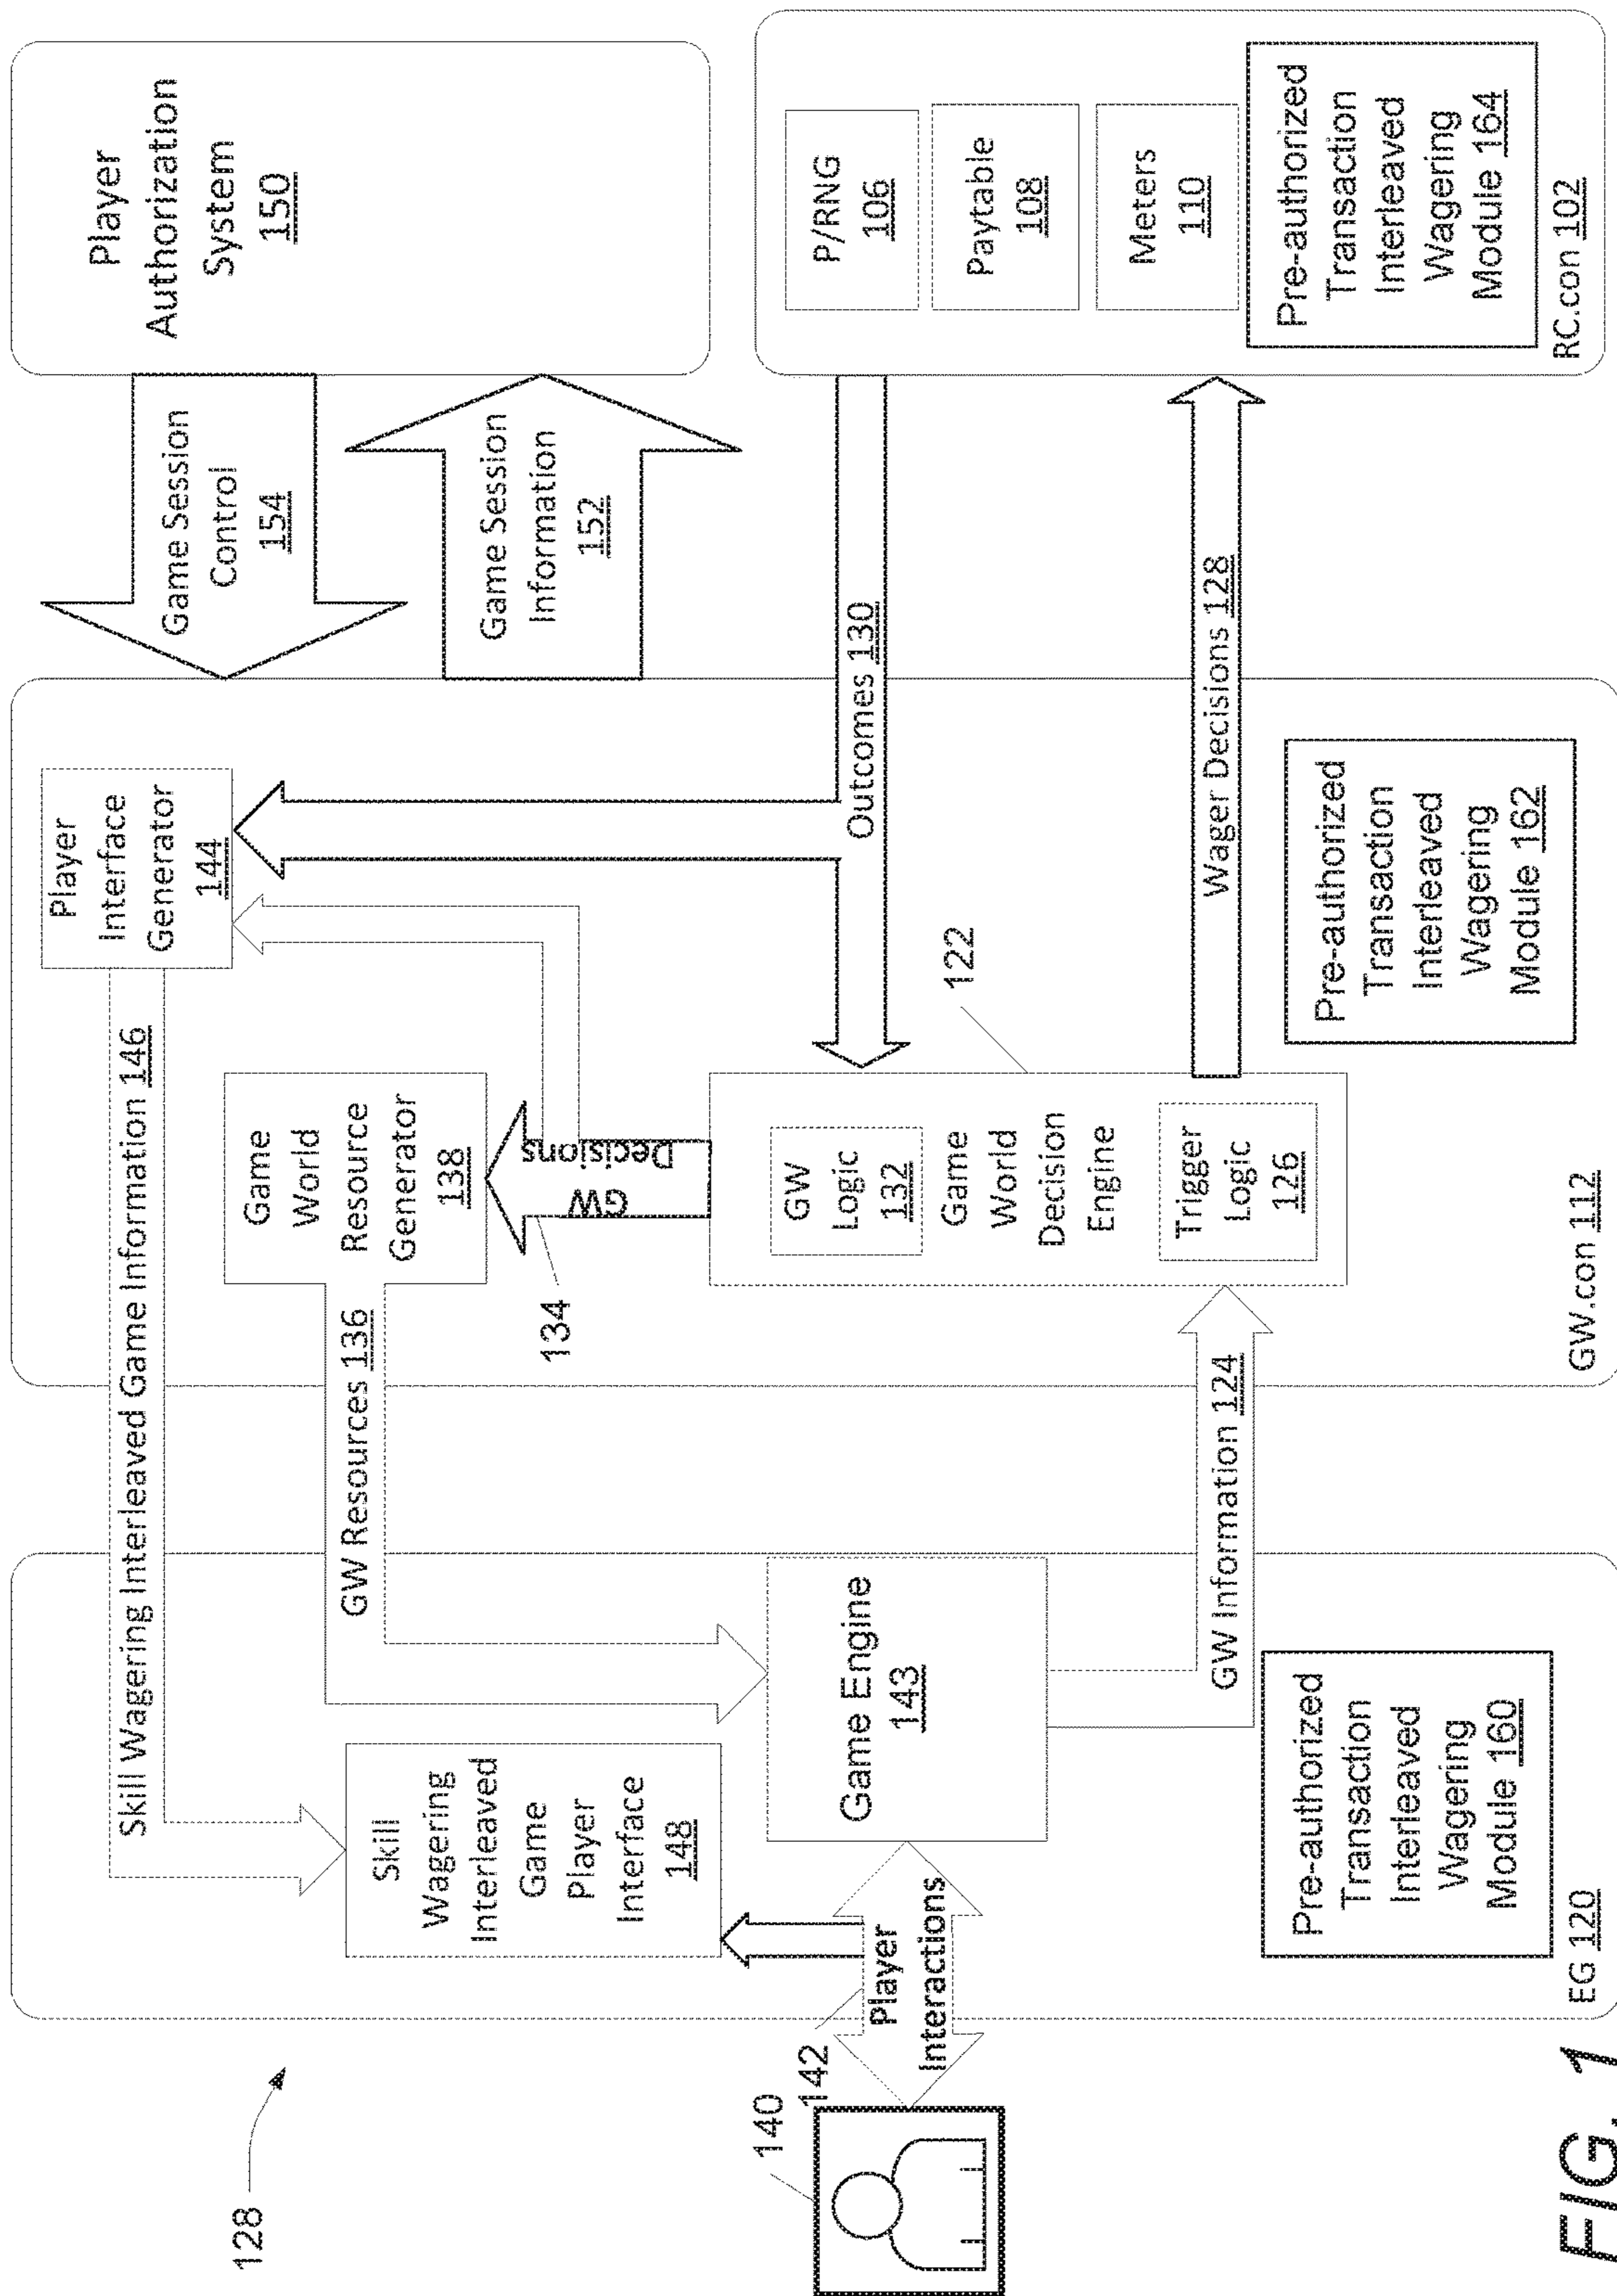 128
140
142
Player
Interactions
Skill
Wagering
Interleaved
Game
Player
Interface
148
Game Engine
143
Pre-authorized
Transaction
Interleaved
Wagering
Module 160
EG 120
Skill Wagering Interleaved Game Information 146
GW Resources 136
GW Information 124
Player
Interface
Generator
144
Game
World
Resource
Generator
138
GW
Decisions
134
GW
Logic
132
Game
World
Decision
Engine
Trigger
Logic
126
122
Pre-authorized
Transaction
Interleaved
Wagering
Module 162
GW.con 112
Game Session
Control
154
Game Session
Information
152
Outcomes 130
Wager Decisions 128
Player
Authorization
System
150
P/RNG
106
Paytable
108
Meters
110
Pre-authorized
Transaction
Interleaved
Wagering
Module 164
RC.con 102
FIG. 1